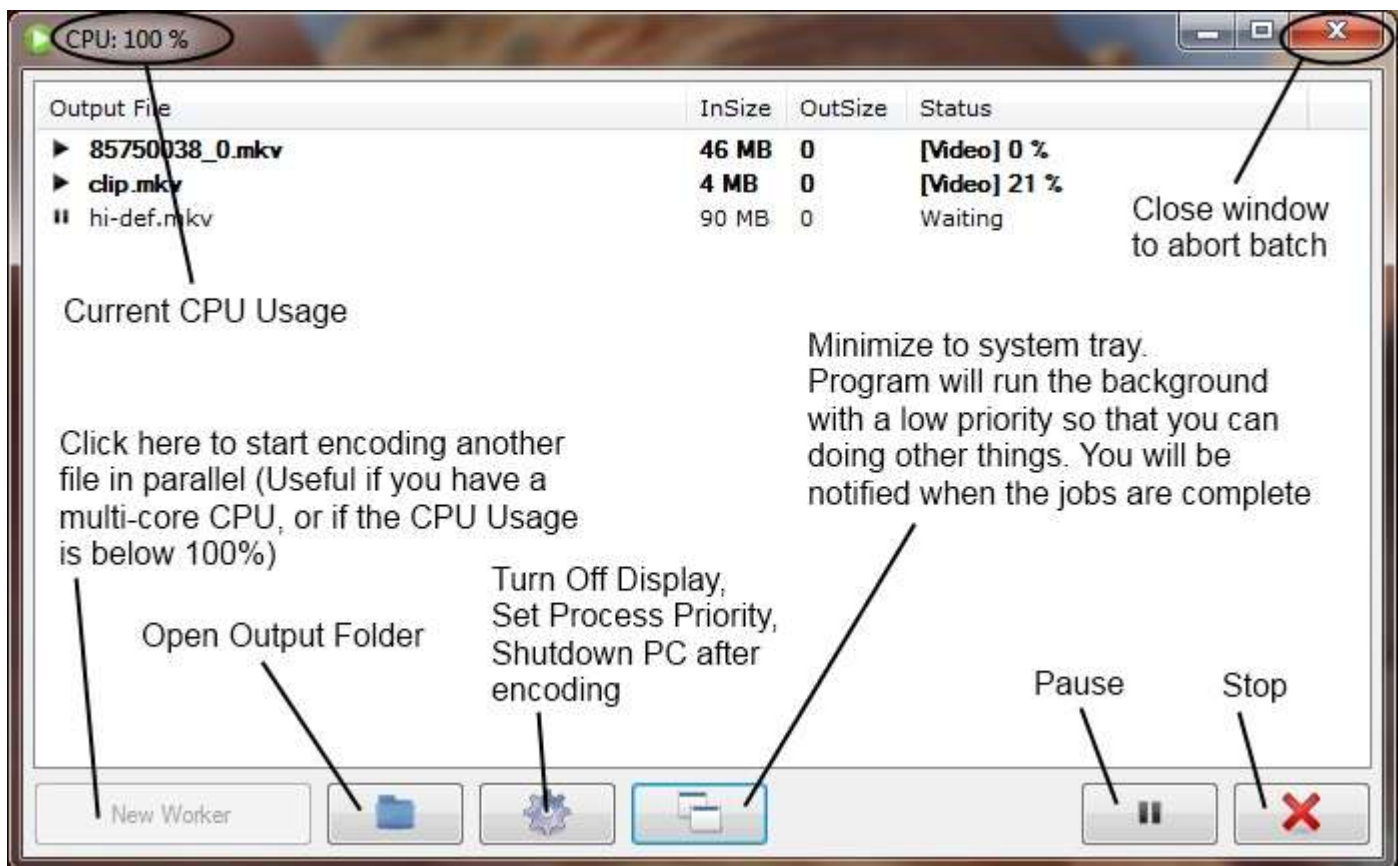 CPU: 100 %
Output File InSize OutSize Status
85750038_0.mkv 46 MB 0 [Video] 0 %
clip.mkv 4 MB 0 [Video] 21 %
hi-def.mkv 90 MB 0 Waiting
Close window
to abort batch
Current CPU Usage
Minimize to system tray.
Program will run the background
with a low priority so that you can
doing other things. You will be
notified when the jobs are complete
Click here to start encoding another
file in parallel (Useful if you have a
multi-core CPU, or if the CPU Usage
is below 100%)
Open Output Folder
Turn Off Display,
Set Process Priority,
Shutdown PC after
encoding
Pause
Stop
New Worker